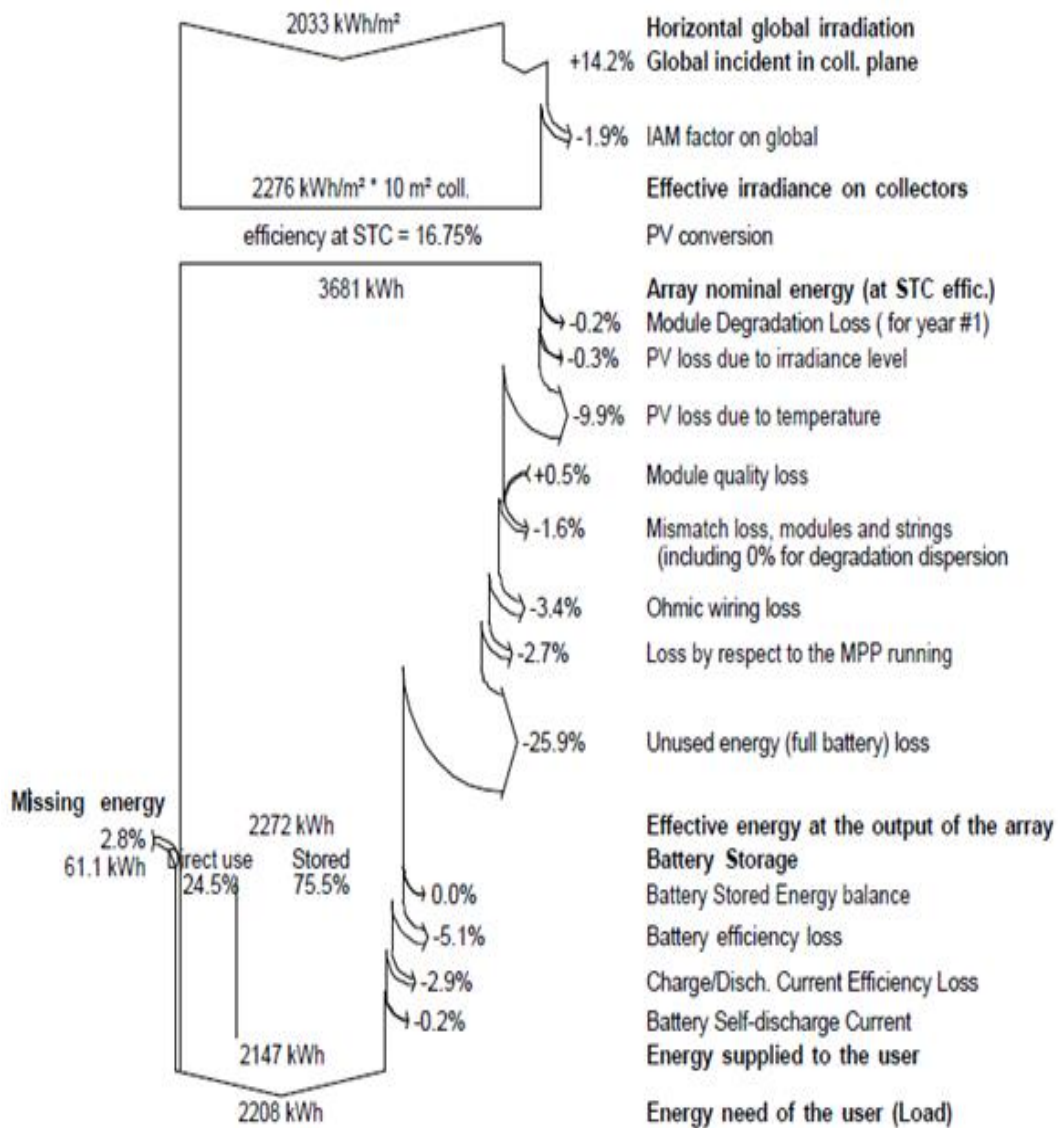 2033 kWh/m² Horizontal global irradiation
+14.2% Global incident in coll. plane
-1.9% IAM factor on global
2276 kWh/m² * 10 m² coll. Effective irradiance on collectors
efficiency at STC = 16.75% PV conversion
3681 kWh Array nominal energy (at STC effic.)
-0.2% Module Degradation Loss ( for year #1)
-0.3% PV loss due to irradiance level
-9.9% PV loss due to temperature
+0.5% Module quality loss
-1.6% Mismatch loss, modules and strings
(including 0% for degradation dispersion
-3.4% Ohmic wiring loss
-2.7% Loss by respect to the MPP running
-25.9% Unused energy (full battery) loss
Missing energy
2272 kWh Effective energy at the output of the array
2.8%
61.1 kWh Direct use Stored Battery Storage
24.5% 75.5% 0.0% Battery Stored Energy balance
-5.1% Battery efficiency loss
-2.9% Charge/Disch. Current Efficiency Loss
-0.2% Battery Self-discharge Current
2147 kWh Energy supplied to the user
2208 kWh Energy need of the user (Load)